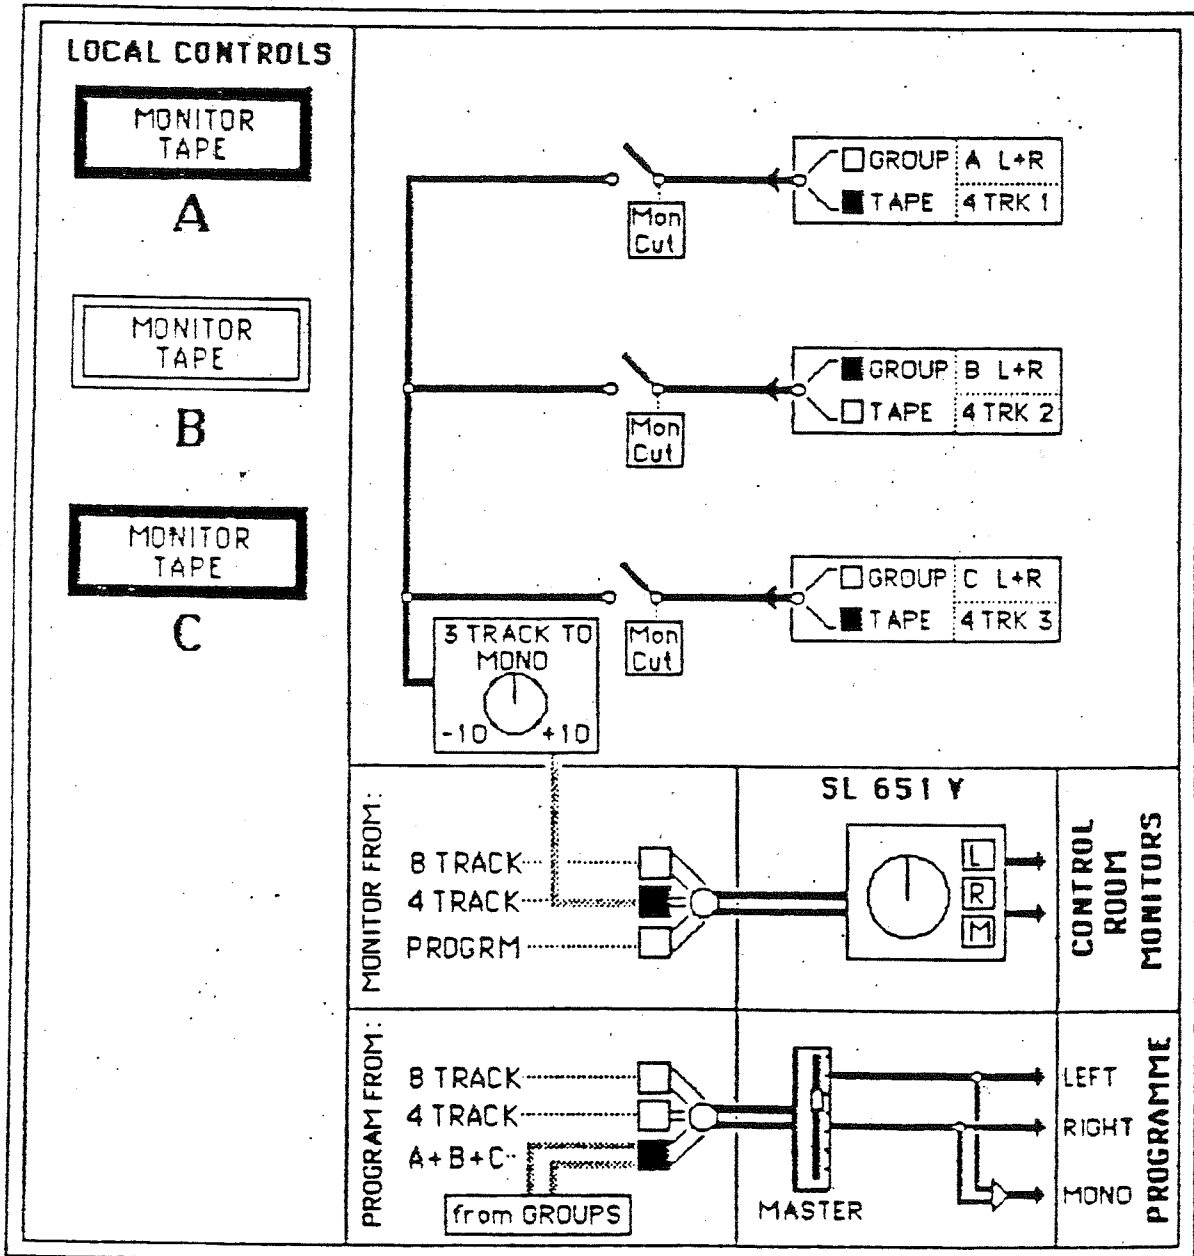 LOCAL CONTROLS
MONITOR
TAPE
A
MONITOR
TAPE
B
MONITOR
TAPE
C
GROUP A L+R
TAPE 4 TRK 1
Mon
Cut
GROUP B L+R
TAPE 4 TRK 2
Mon
Cut
GROUP C L+R
TAPE 4 TRK 3
Mon
Cut
3 TRACK TO
MONO
-10 +10
MONITOR FROM:
8 TRACK
4 TRACK
PROGRM
SL 651 Y
L
R
M
CONTROL
ROOM
MONITORS
PROGRAM FROM:
8 TRACK
4 TRACK
A+B+C
from GROUPS
MASTER
LEFT
RIGHT
MONO
PROGRAMME